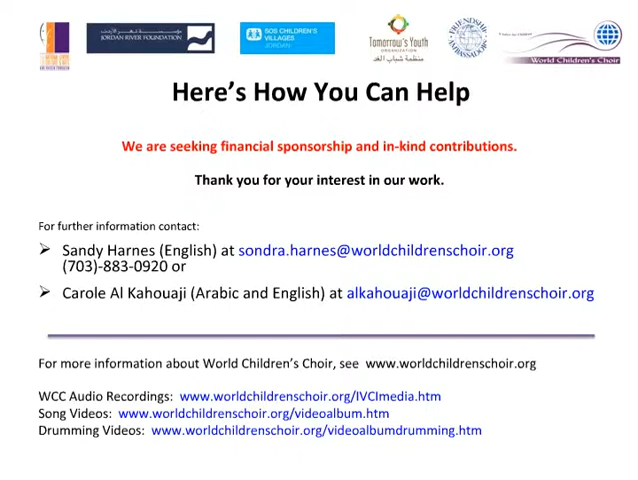 JORDAN RIVER FOUNDATION
SOS CHILDREN'S
VILLAGES
JORDAN
Tomorrow's Youth
ORGANIZATION
منظمة شباب الغد
World Children's Choir
Here's How You Can Help
We are seeking financial sponsorship and in-kind contributions.
Thank you for your interest in our work.
For further information contact:
➢ Sandy Harnes (English) at sondra.harnes@worldchildrenschoir.org
(703)-883-0920 or
➢ Carole Al Kahouaji (Arabic and English) at alkahouaji@worldchildrenschoir.org
For more information about World Children's Choir, see www.worldchildrenschoir.org
WCC Audio Recordings: www.worldchildrenschoir.org/IVCImedia.htm
Song Videos: www.worldchildrenschoir.org/videoalbum.htm
Drumming Videos: www.worldchildrenschoir.org/videoalbumdrumming.htm